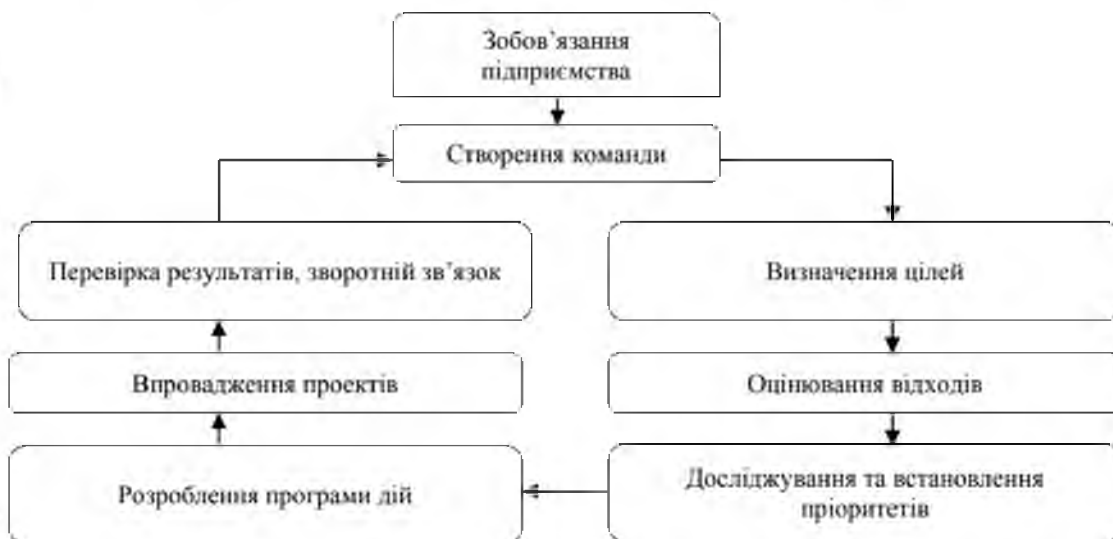 Зобов’язання
підприємства
Створення команди
Перевірка результатів, зворотній зв’язок
Визначення цілей
Впровадження проектів
Оцінювання відходів
Розроблення програми дій
Досліджування та встановлення
пріоритетів